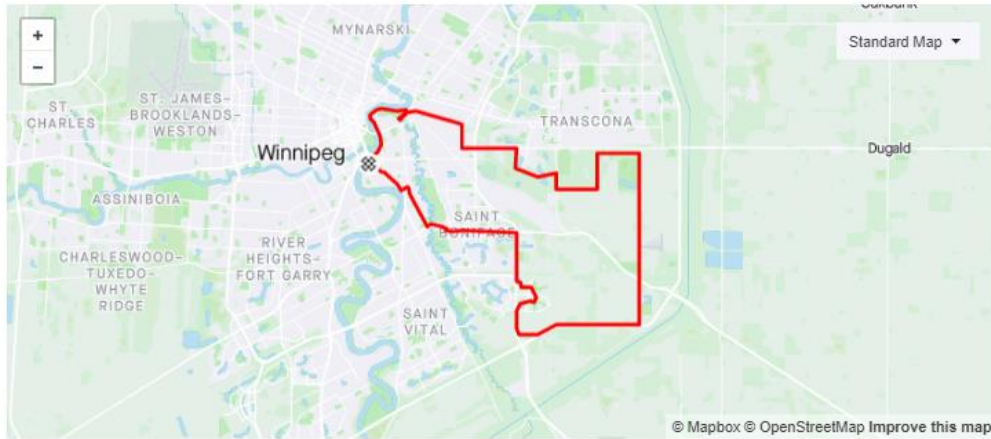 +
−
Standard Map
MYNARSKI
ST.
CHARLES
ST. JAMES-
BROOKLANDS-
WESTON
TRANSCONA
Winnipeg
Dugald
ASSINIBOIA
SAINT
BONIFACE
RIVER
HEIGHTS-
FORT GARRY
CHARLESWOOD-
TUXEDO-
WHYTE
RIDGE
SAINT
VITAL
© Mapbox © OpenStreetMap Improve this map